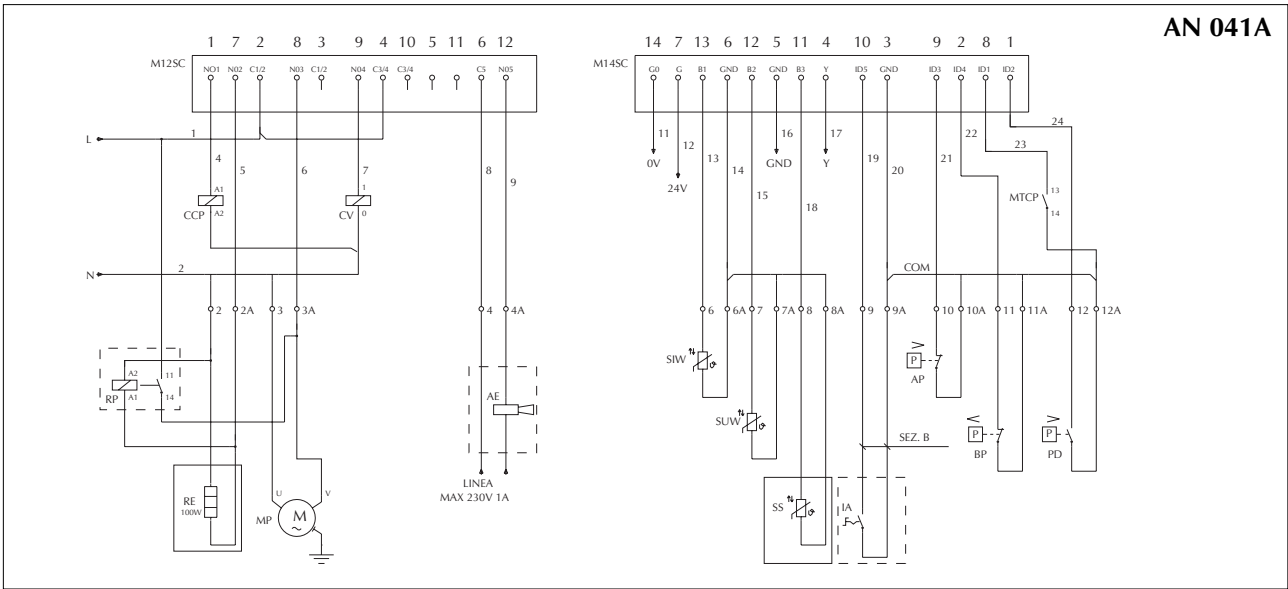 AN 041A
1 7 2 8 3 9 4 10 5 11 6 12
M12SC
NO1 N02 C1/2 N03 C1/2 N04 C3/4 C3/4 C5 N05
14 7 13 6 12 5 11 4 10 3 9 2 8 1
M14SC
G0 G B1 GND B2 GND B3 Y ID5 GND ID3 ID4 ID1 ID2
L 1
4 5 6 7 8 9
11 12 13 14 15 16 17 18 19 20 21 22 23 24
0V 24V GND Y
A1
CCP A2
1
CV 0
MTCP 13
14
N 2
COM
2 2A 3 3A 4 4A
6 6A 7 7A 8 8A 9 9A 10 10A 11 11A 12 12A
A2 11
RP A1 14
AE
SIW
SUW
>
P
AP
SEZ. B
<
P
BP
>
P
PD
LINEA
MAX 230V 1A
RE
100W
U V
MP M
~
SS
IA